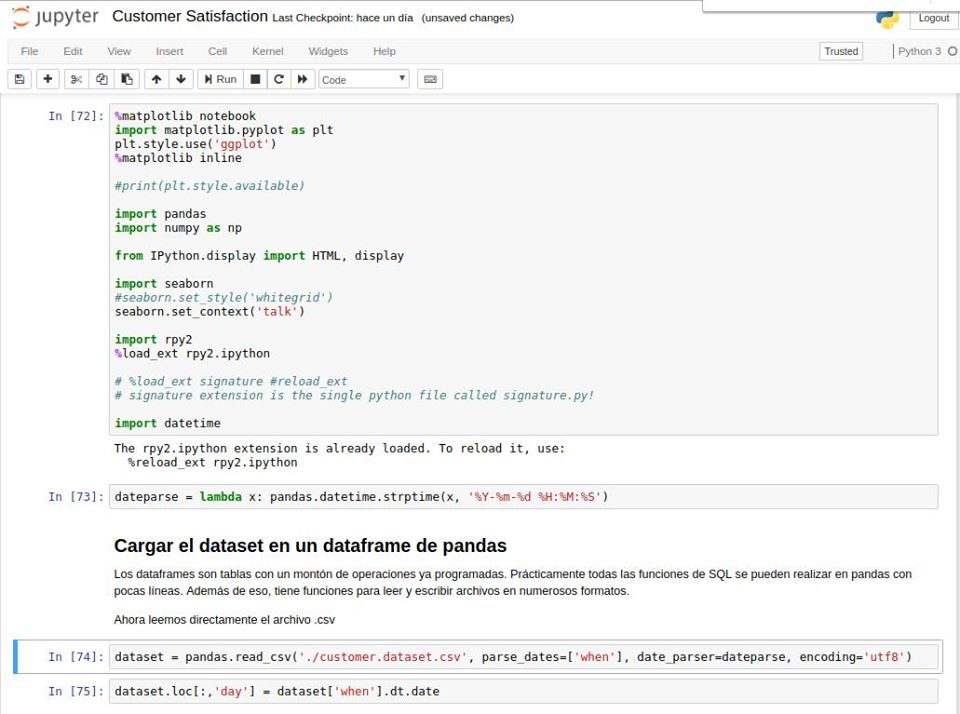 jupyter Customer Satisfaction Last Checkpoint: hace un día (unsaved changes)
Logout
File Edit View Insert Cell Kernel Widgets Help Trusted Python 3
Run Code
In [72]: %matplotlib notebook
import matplotlib.pyplot as plt
plt.style.use('ggplot')
%matplotlib inline
#print(plt.style.available)
import pandas
import numpy as np
from IPython.display import HTML, display
import seaborn
#seaborn.set_style('whitegrid')
seaborn.set_context('talk')
import rpy2
%load_ext rpy2.ipython
# %load_ext signature #reload_ext
# signature extension is the single python file called signature.py!
import datetime
The rpy2.ipython extension is already loaded. To reload it, use:
%reload_ext rpy2.ipython
In [73]: dateparse = lambda x: pandas.datetime.strptime(x, '%Y-%m-%d %H:%M:%S')
Cargar el dataset en un dataframe de pandas
Los dataframes son tablas con un montón de operaciones ya programadas. Prácticamente todas las funciones de SQL se pueden realizar en pandas con
pocas líneas. Además de eso, tiene funciones para leer y escribir archivos en numerosos formatos.
Ahora leemos directamente el archivo .csv
In [74]: dataset = pandas.read_csv('./customer.dataset.csv', parse_dates=['when'], date_parser=dateparse, encoding='utf8')
In [75]: dataset.loc[:,'day'] = dataset['when'].dt.date